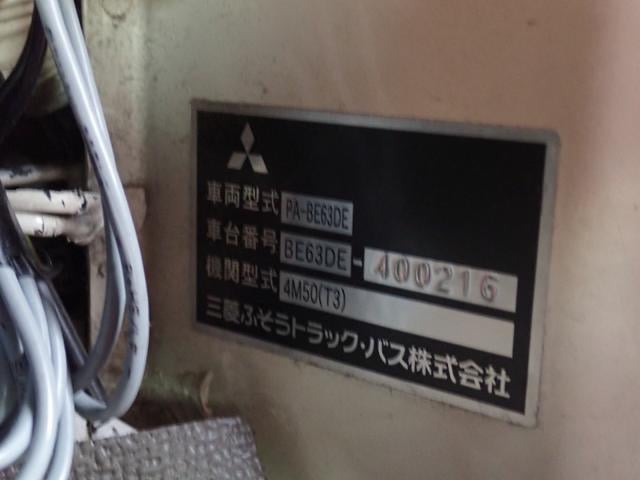 車両型式 PA-BE63DE
車台番号 BE63DE-400216
機関型式 4M50(T3)
三菱ふそうトラック・バス株式会社